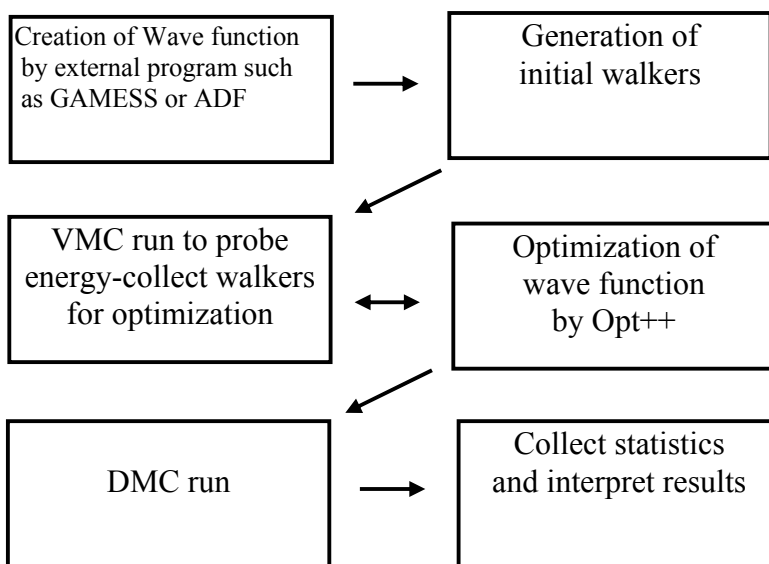 Creation of Wave function
by external program such
as GAMESS or ADF
Generation of
initial walkers
VMC run to probe
energy-collect walkers
for optimization
Optimization of
wave function
by Opt++
DMC run
Collect statistics
and interpret results